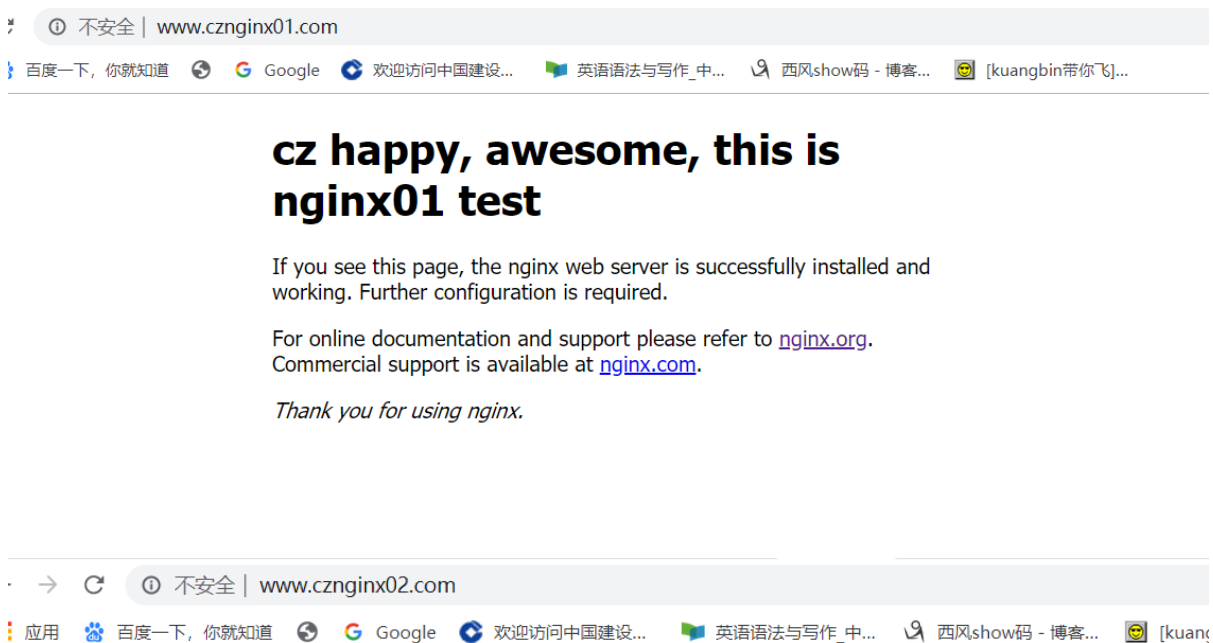 不安全 | www.cznginx01.com
百度一下，你就知道 Google 欢迎访问中国建设... 英语语法与写作_中... 西风show码 - 博客... [kuangbin带你飞]...
cz happy, awesome, this is
nginx01 test
If you see this page, the nginx web server is successfully installed and
working. Further configuration is required.
For online documentation and support please refer to nginx.org.
Commercial support is available at nginx.com.
Thank you for using nginx.
不安全 | www.cznginx02.com
应用 百度一下，你就知道 Google 欢迎访问中国建设... 英语语法与写作_中... 西风show码 - 博客... [kuang